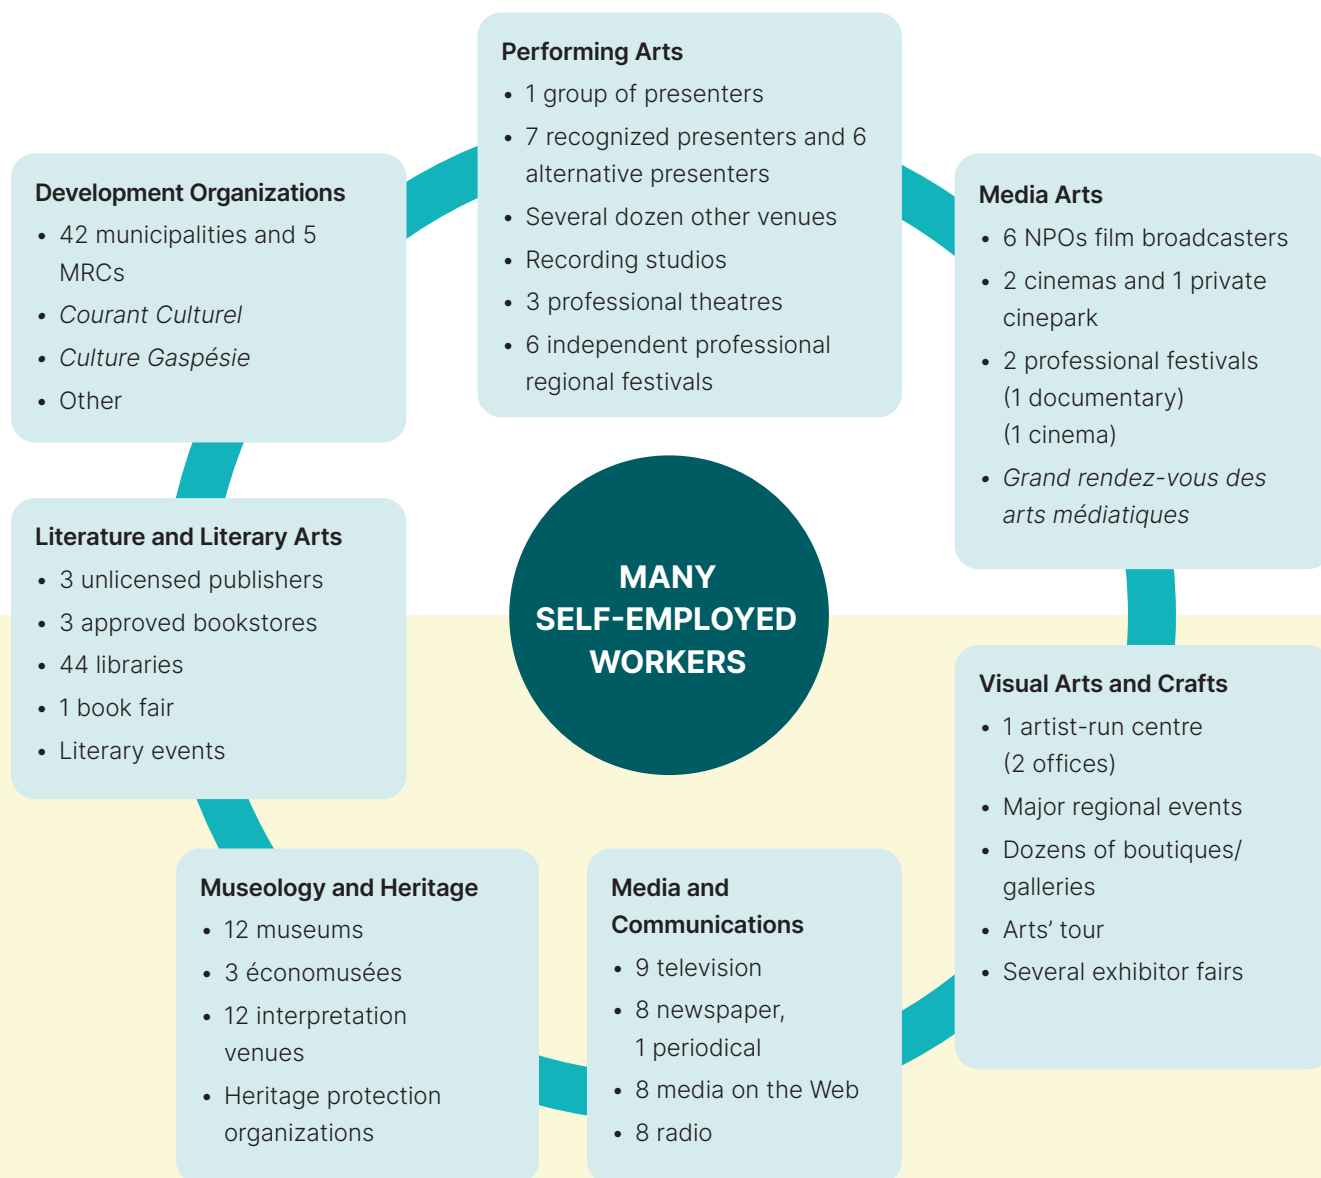 Performing Arts
• 1 group of presenters
• 7 recognized presenters and 6
alternative presenters
• Several dozen other venues
• Recording studios
• 3 professional theatres
• 6 independent professional
regional festivals
Development Organizations
• 42 municipalities and 5
MRCs
• Courant Culturel
• Culture Gaspésie
• Other
Media Arts
• 6 NPOs film broadcasters
• 2 cinemas and 1 private
cinepark
• 2 professional festivals
(1 documentary)
(1 cinema)
• Grand rendez-vous des
arts médiatiques
Literature and Literary Arts
• 3 unlicensed publishers
• 3 approved bookstores
• 44 libraries
• 1 book fair
• Literary events
MANY
SELF-EMPLOYED
WORKERS
Visual Arts and Crafts
• 1 artist-run centre
(2 offices)
• Major regional events
• Dozens of boutiques/
galleries
• Arts’ tour
• Several exhibitor fairs
Museology and Heritage
• 12 museums
• 3 économusées
• 12 interpretation
venues
• Heritage protection
organizations
Media and
Communications
• 9 television
• 8 newspaper,
1 periodical
• 8 media on the Web
• 8 radio